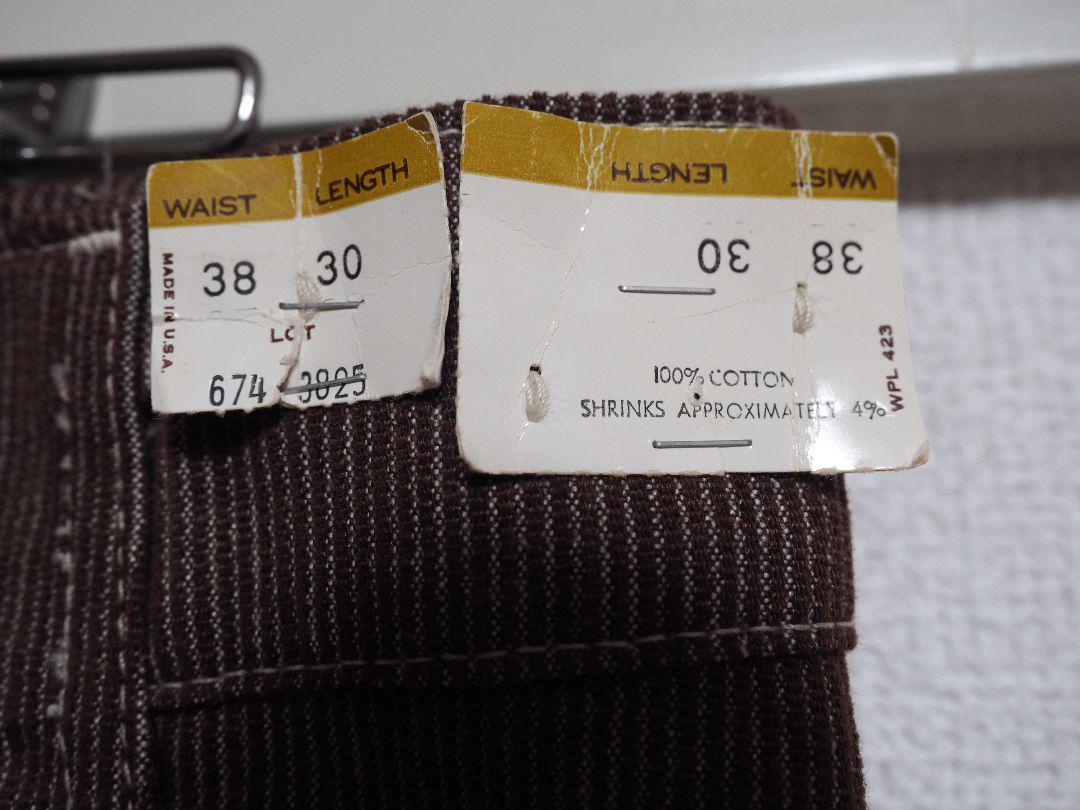 WAIST LENGTH
38 30
MADE IN U.S.A.
LOT
674 3825
WAIST LENGTH
38 30
100% COTTON
SHRINKS APPROXIMATELY 4%
WPL 423